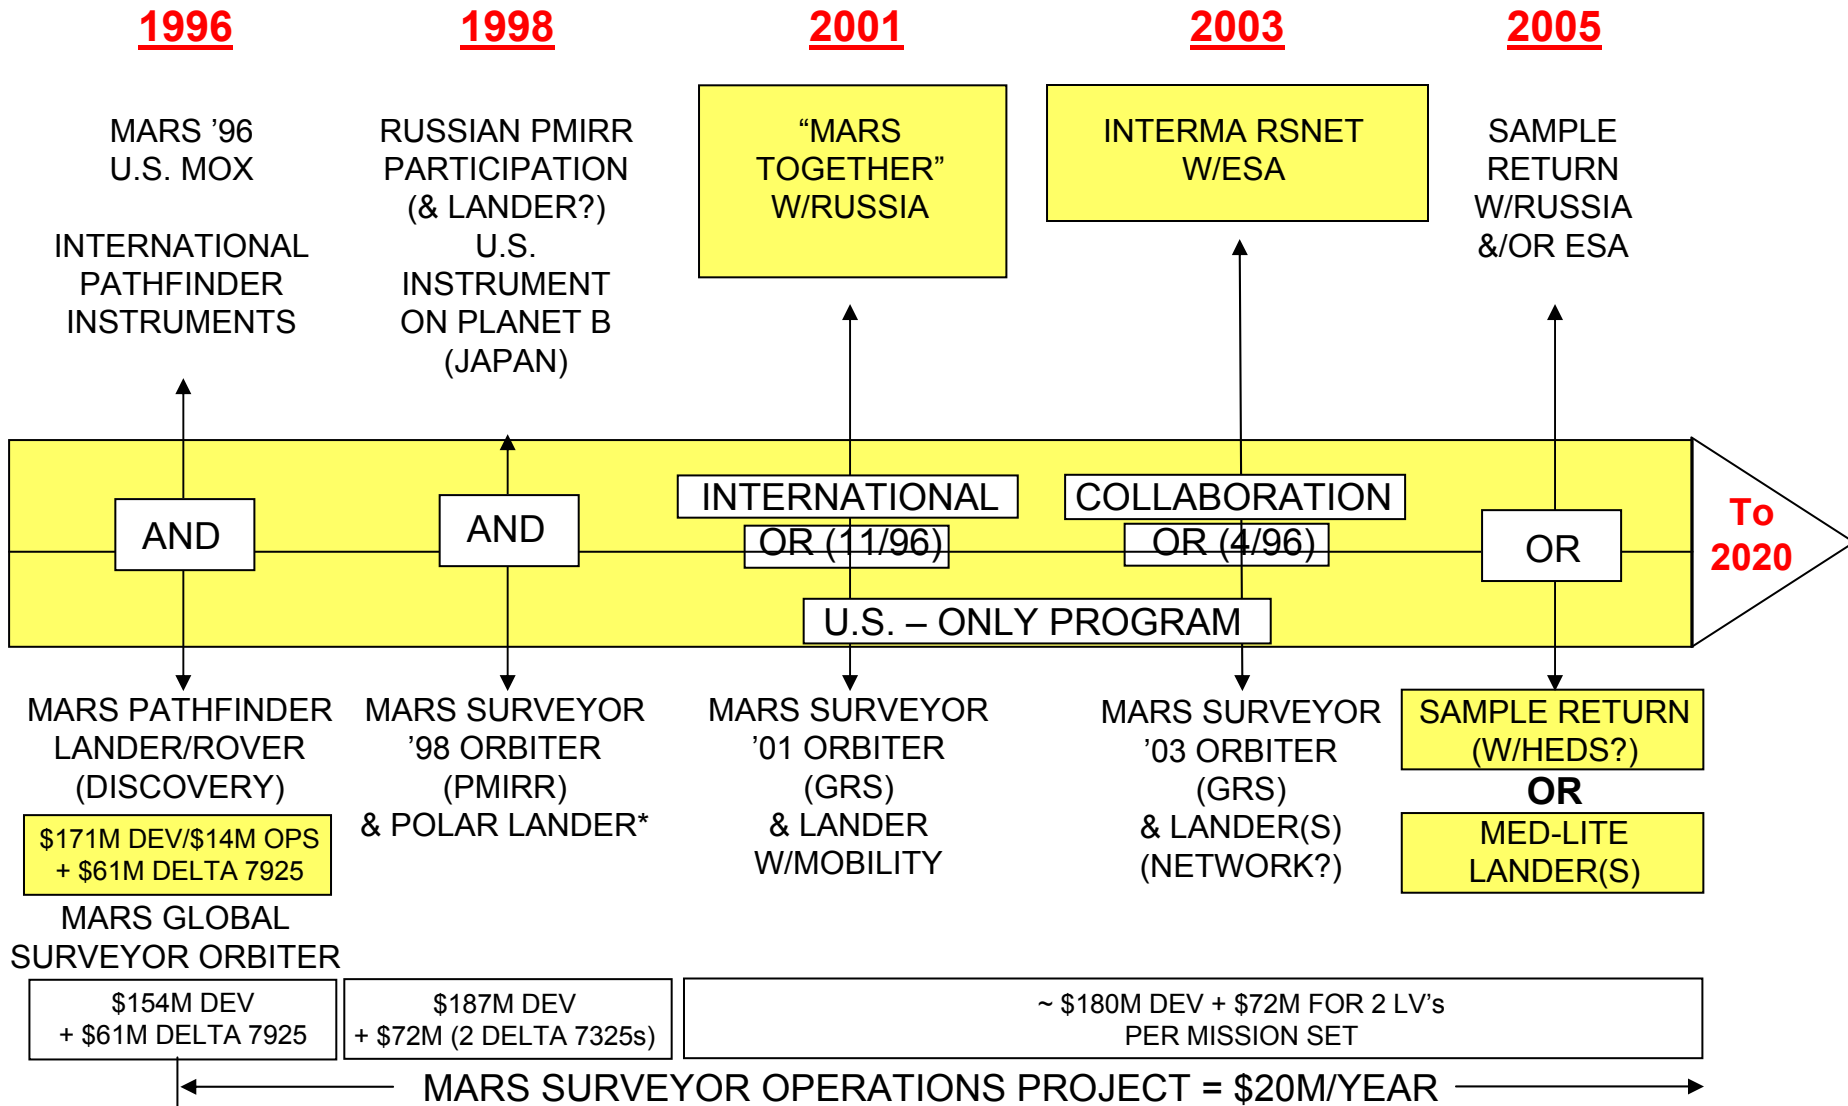 1996
1998
2001
2003
2005
MARS '96
U.S. MOX
INTERNATIONAL
PATHFINDER
INSTRUMENTS
RUSSIAN PMIRR
PARTICIPATION
(& LANDER?)
U.S.
INSTRUMENT
ON PLANET B
(JAPAN)
“MARS
TOGETHER”
W/RUSSIA
INTERMA RSNET
W/ESA
SAMPLE
RETURN
W/RUSSIA
&/OR ESA
AND
AND
INTERNATIONAL
OR (11/96)
COLLABORATION
OR (4/96)
OR
To
2020
U.S. – ONLY PROGRAM
MARS PATHFINDER
LANDER/ROVER
(DISCOVERY)
$171M DEV/$14M OPS
+ $61M DELTA 7925
MARS GLOBAL
SURVEYOR ORBITER
$154M DEV
+ $61M DELTA 7925
MARS SURVEYOR
’98 ORBITER
(PMIRR)
& POLAR LANDER*
$187M DEV
+ $72M (2 DELTA 7325s)
MARS SURVEYOR
’01 ORBITER
(GRS)
& LANDER
W/MOBILITY
MARS SURVEYOR
’03 ORBITER
(GRS)
& LANDER(S)
(NETWORK?)
SAMPLE RETURN
(W/HEDS?)
OR
MED-LITE
LANDER(S)
~ $180M DEV + $72M FOR 2 LV’s
PER MISSION SET
MARS SURVEYOR OPERATIONS PROJECT = $20M/YEAR